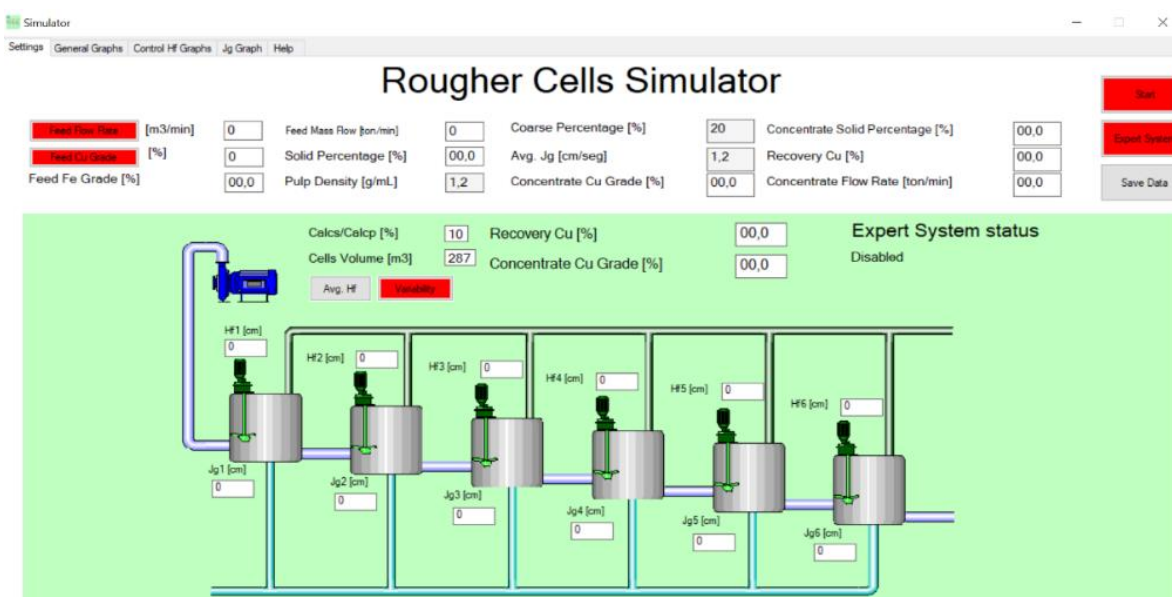 Simulator
Settings General Graphs Control Hf Graphs Jg Graph Help
Rougher Cells Simulator
Start
Feed Flow Rate [m3/min] 0 Feed Mass Flow [ton/min] 0 Coarse Percentage [%] 20 Concentrate Solid Percentage [%] 00,0
Expert System
Feed Cu Grade [%] 0 Solid Percentage [%] 00,0 Avg. Jg [cm/seg] 1,2 Recovery Cu [%] 00,0
Feed Fe Grade [%] 00,0 Pulp Density [g/mL] 1,2 Concentrate Cu Grade [%] 00,0 Concentrate Flow Rate [ton/min] 00,0 Save Data
Calcs/Calcp [%] 10 Recovery Cu [%] 00,0 Expert System status
Cells Volume [m3] 287 Concentrate Cu Grade [%] 00,0 Disabled
Avg. Hf Variability
Hf1 [cm]
0
Hf2 [cm] 0
Hf3 [cm] 0
Hf4 [cm] 0
Hf5 [cm] 0
Hf6 [cm] 0
Jg1 [cm]
0
Jg2 [cm]
0
Jg3 [cm]
0
Jg4 [cm]
0
Jg5 [cm]
0
Jg6 [cm]
0